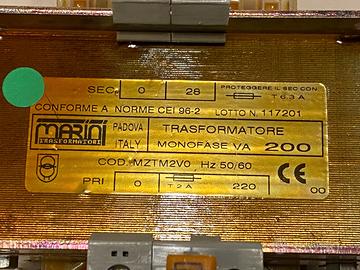 SEC. 0 28 PROTEGGERE IL SEC CON
T 6.3 A
CONFORME A NORME CEI 96-2 LOTTO N. 117201
MARINI PADOVA TRASFORMATORE
TRASFORMATORI ITALY MONOFASE VA 200
COD. MZTM2V0 Hz 50/60
CE
PRI 0 T 2 A 220
00